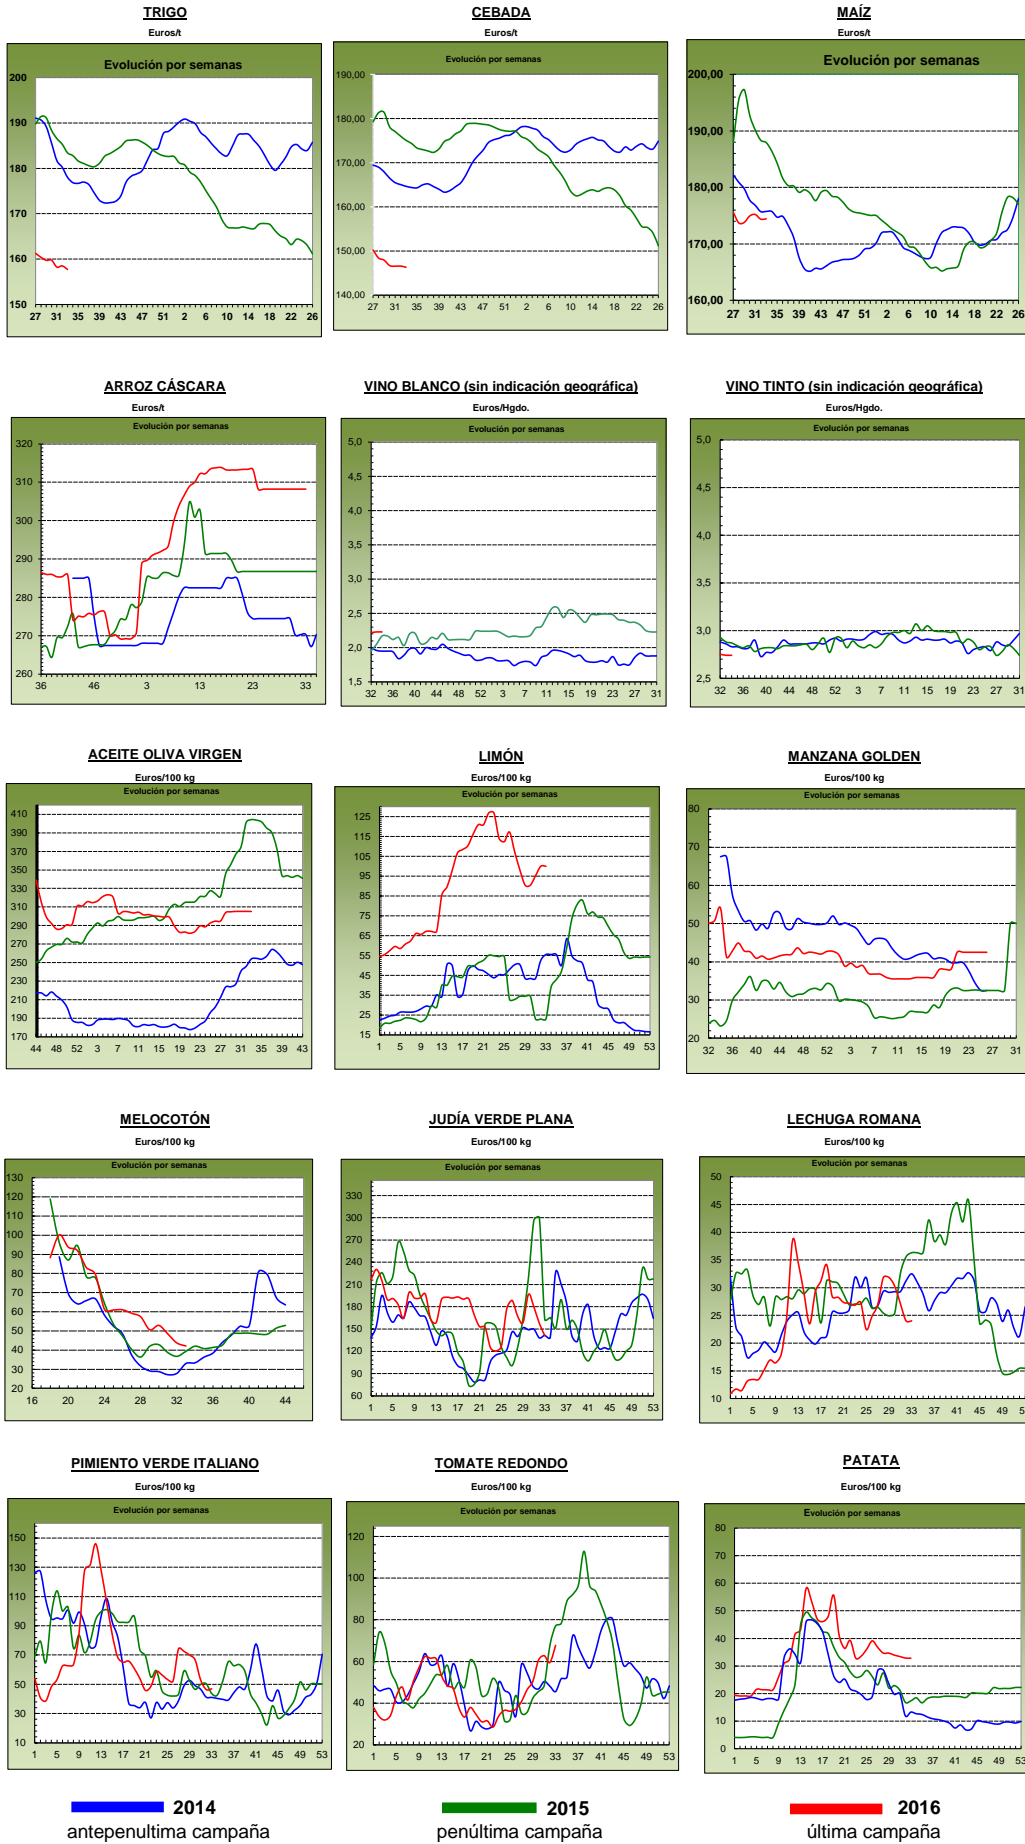 TRIGO
Euros/t
Evolución por semanas
200
190
180
170
160
150
27 31 35 39 43 47 51 2 6 10 14 18 22 26
CEBADA
Euros/t
Evolución por semanas
190,00
180,00
170,00
160,00
150,00
140,00
27 31 35 39 43 47 51 2 6 10 14 18 22 26
MAÍZ
Euros/t
Evolución por semanas
200,00
190,00
180,00
170,00
160,00
27 31 35 39 43 47 51 2 6 10 14 18 22 26
ARROZ CÁSCARA
Euros/t
Evolución por semanas
320
310
300
290
280
270
260
36 46 3 13 23 33
VINO BLANCO (sin indicación geográfica)
Euros/Hgdo.
Evolución por semanas
5,0
4,5
4,0
3,5
3,0
2,5
2,0
1,5
32 36 40 44 48 52 3 7 11 15 19 23 27 31
VINO TINTO (sin indicación geográfica)
Euros/Hgdo.
Evolución por semanas
5,0
4,5
4,0
3,5
3,0
2,5
32 36 40 44 48 52 3 7 11 15 19 23 27 31
ACEITE OLIVA VIRGEN
Euros/100 kg
Evolución por semanas
410
390
370
350
330
310
290
270
250
230
210
190
170
44 48 52 3 7 11 15 19 23 27 31 35 39 43
LIMÓN
Euros/100 kg
Evolución por semanas
125
115
105
95
85
75
65
55
45
35
25
15
1 5 9 13 17 21 25 29 33 37 41 45 49 53
MANZANA GOLDEN
Euros/100 kg
Evolución por semanas
80
70
60
50
40
30
20
32 36 40 44 48 52 3 7 11 15 19 23 27 31
MELOCOTÓN
Euros/100 kg
Evolución por semanas
130
120
110
100
90
80
70
60
50
40
30
20
16 20 24 28 32 36 40 44
JUDÍA VERDE PLANA
Euros/100 kg
Evolución por semanas
330
300
270
240
210
180
150
120
90
60
1 5 9 13 17 21 25 29 33 37 41 45 49 53
LECHUGA ROMANA
Euros/100 kg
Evolución por semanas
50
45
40
35
30
25
20
15
10
1 5 9 13 17 21 25 29 33 37 41 45 49
PIMIENTO VERDE ITALIANO
Euros/100 kg
Evolución por semanas
150
130
110
90
70
50
30
10
1 5 9 13 17 21 25 29 33 37 41 45 49 53
TOMATE REDONDO
Euros/100 kg
Evolución por semanas
120
100
80
60
40
20
1 5 9 13 17 21 25 29 33 37 41 45 49 53
PATATA
Euros/100 kg
Evolución por semanas
80
70
60
50
40
30
20
10
0
1 5 9 13 17 21 25 29 33 37 41 45 49 53
2014
antepenultima campaña
2015
penúltima campaña
2016
última campaña